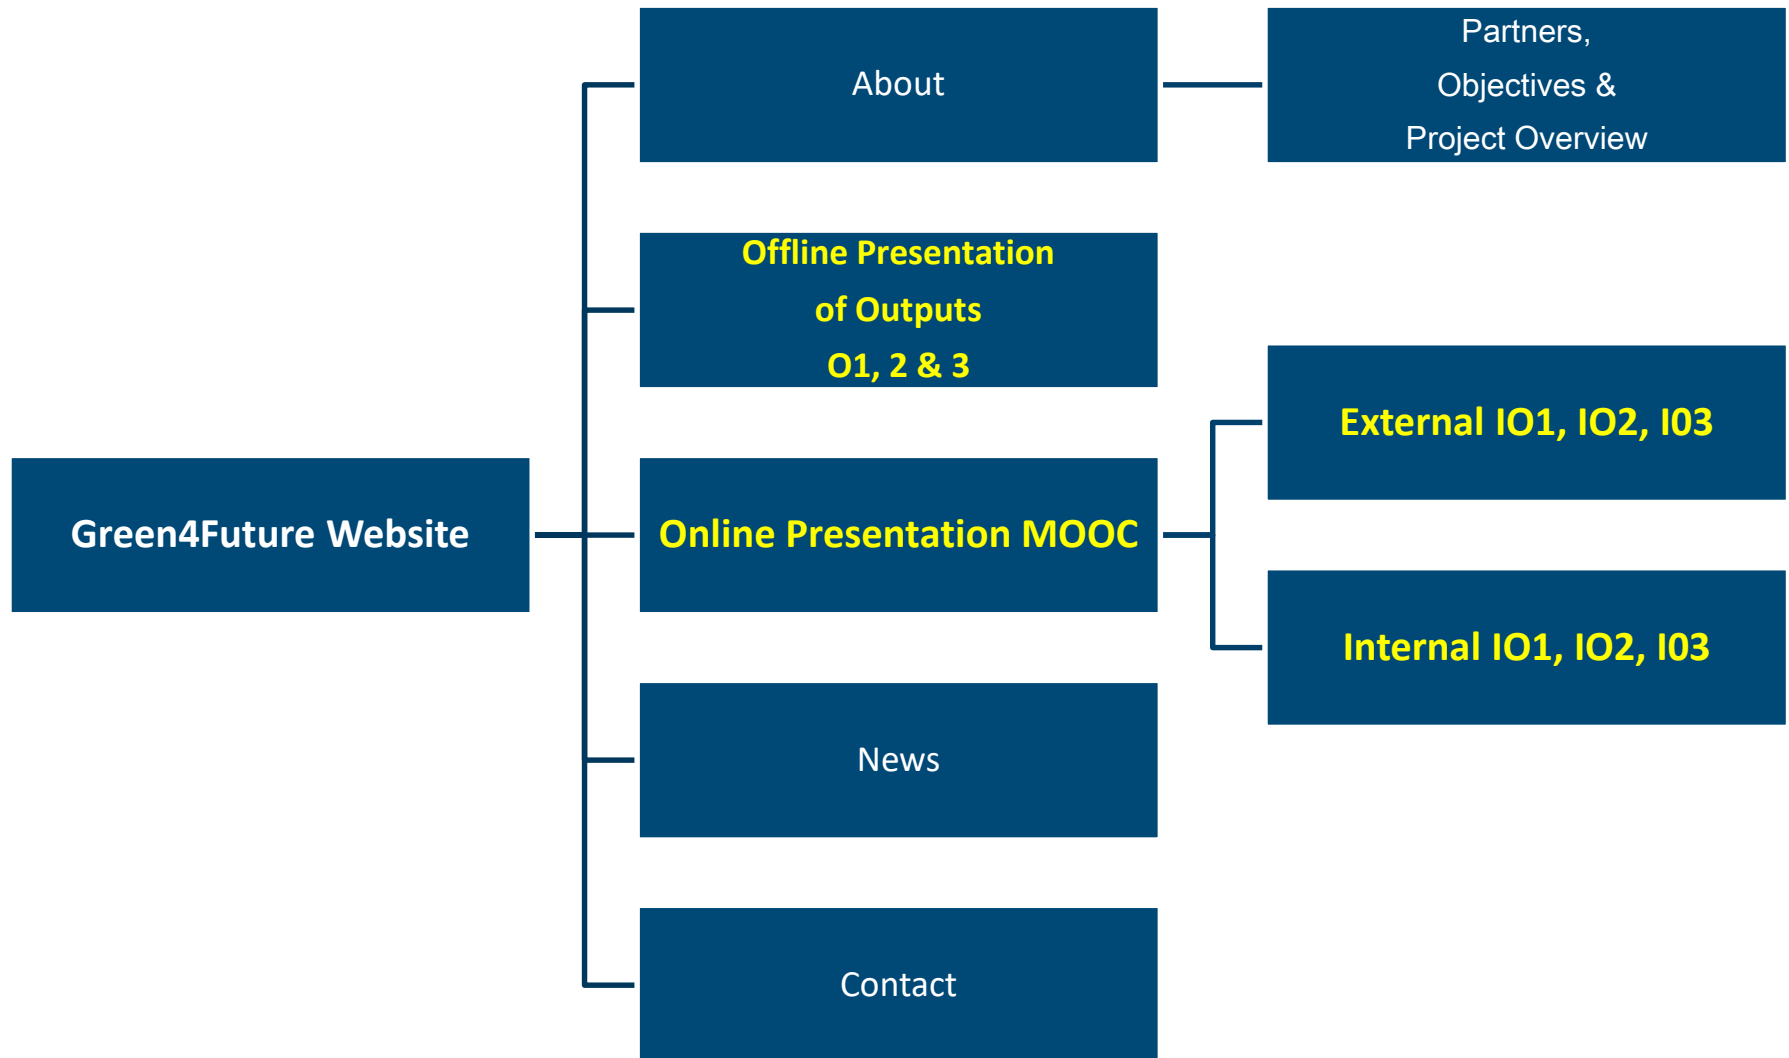 About
Partners,
Objectives &
Project Overview
Offline Presentation
of Outputs
O1, 2 & 3
External IO1, IO2, I03
Green4Future Website
Online Presentation MOOC
Internal IO1, IO2, I03
News
Contact